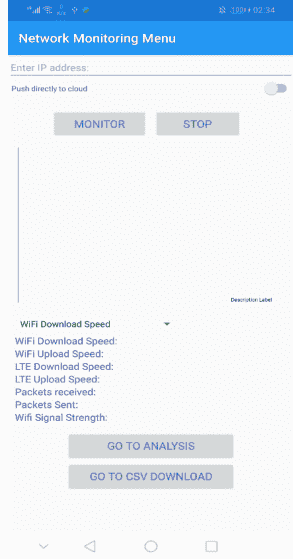 02:34
Network Monitoring Menu
Enter IP address:
Push directly to cloud
MONITOR STOP
Description Label
WiFi Download Speed
WiFi Download Speed:
WiFi Upload Speed:
LTE Download Speed:
LTE Upload Speed:
Packets received:
Packets Sent:
Wifi Signal Strength:
GO TO ANALYSIS
GO TO CSV DOWNLOAD